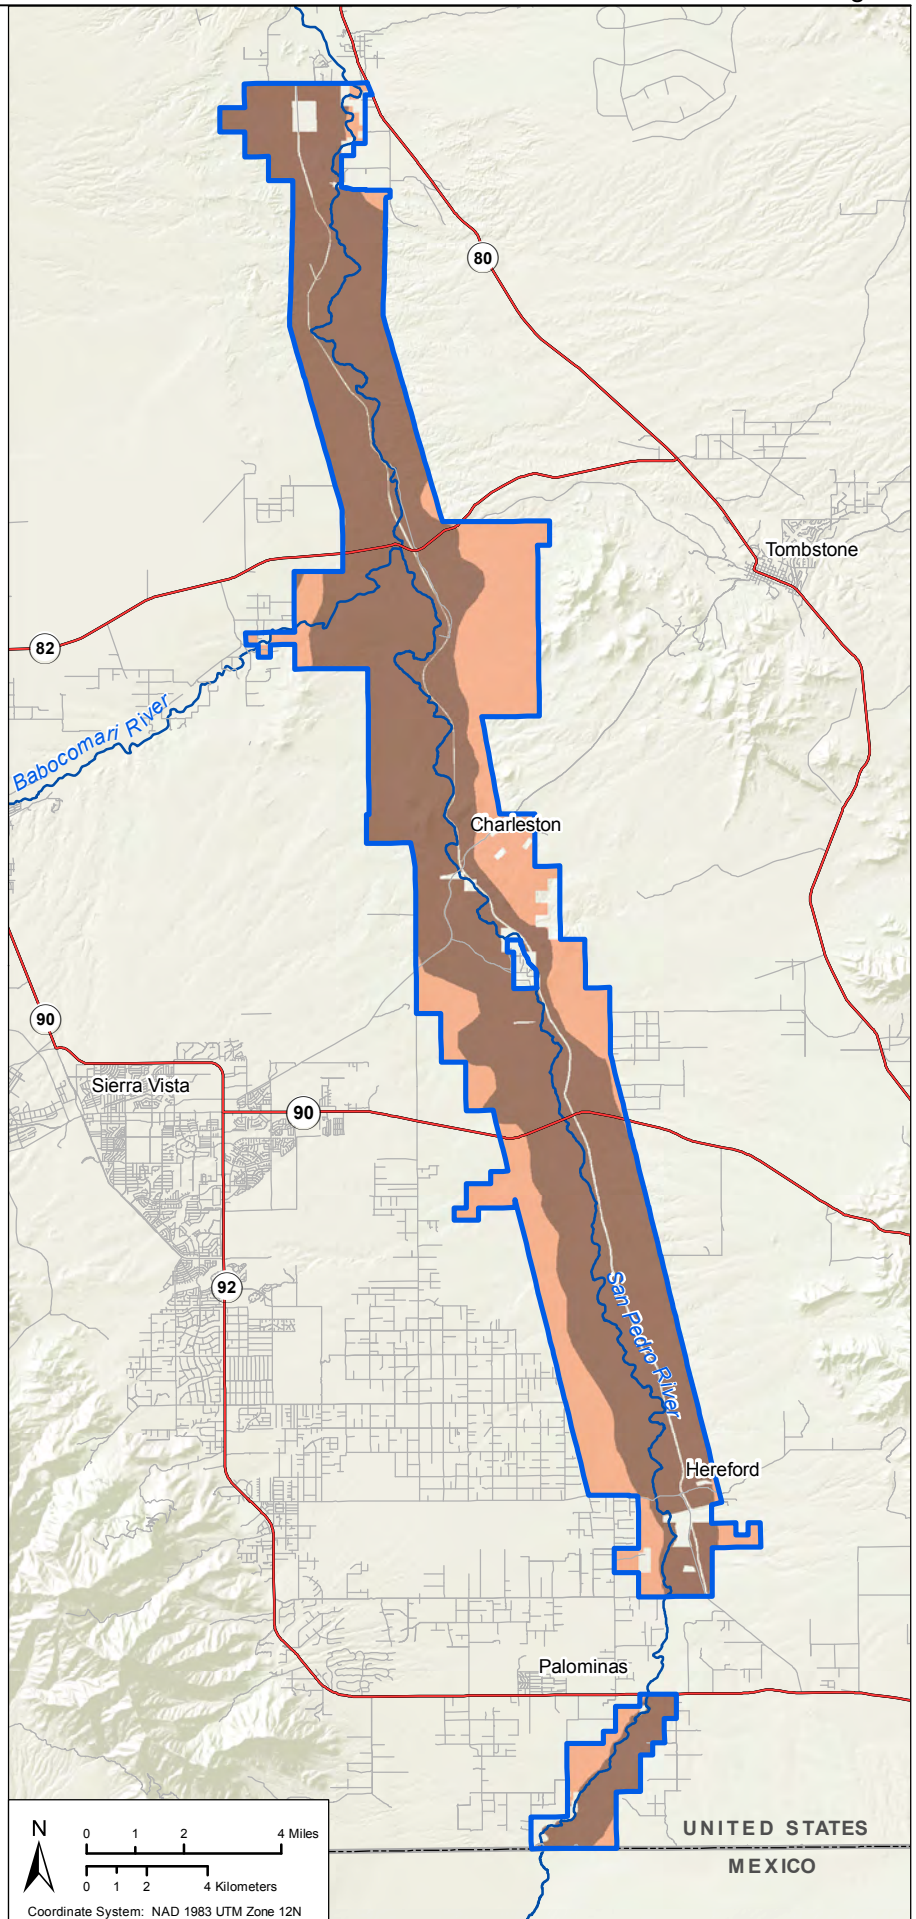 80
Tombstone
82
Babocomari River
Charleston
90
Sierra Vista
90
92
San Pedro River
Hereford
Palominas
UNITED STATES
MEXICO
N
0 1 2 4 Miles
0 1 2 4 Kilometers
Coordinate System: NAD 1983 UTM Zone 12N